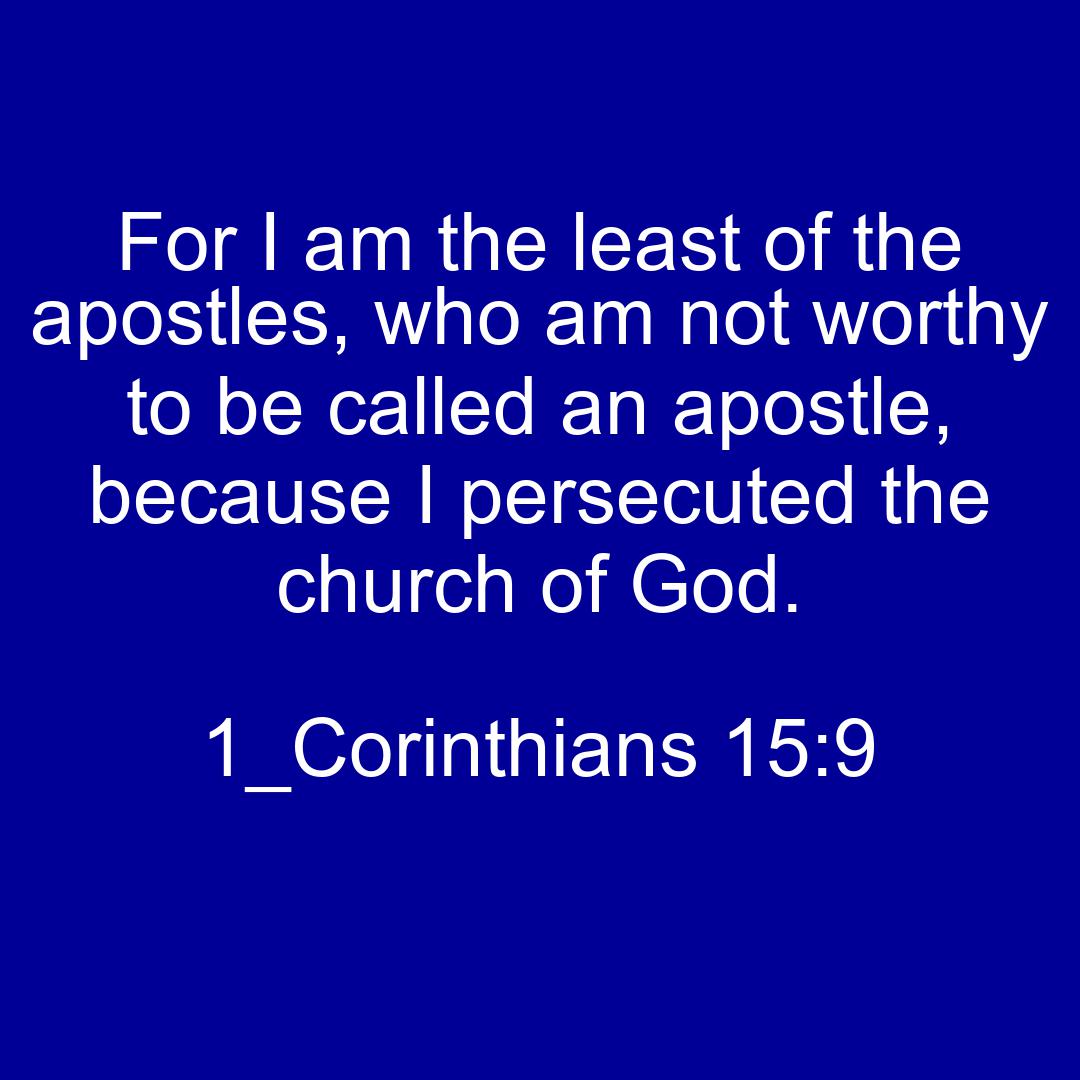 For I am the least of the
apostles, who am not worthy
to be called an apostle,
because I persecuted the
church of God.
1_Corinthians 15:9